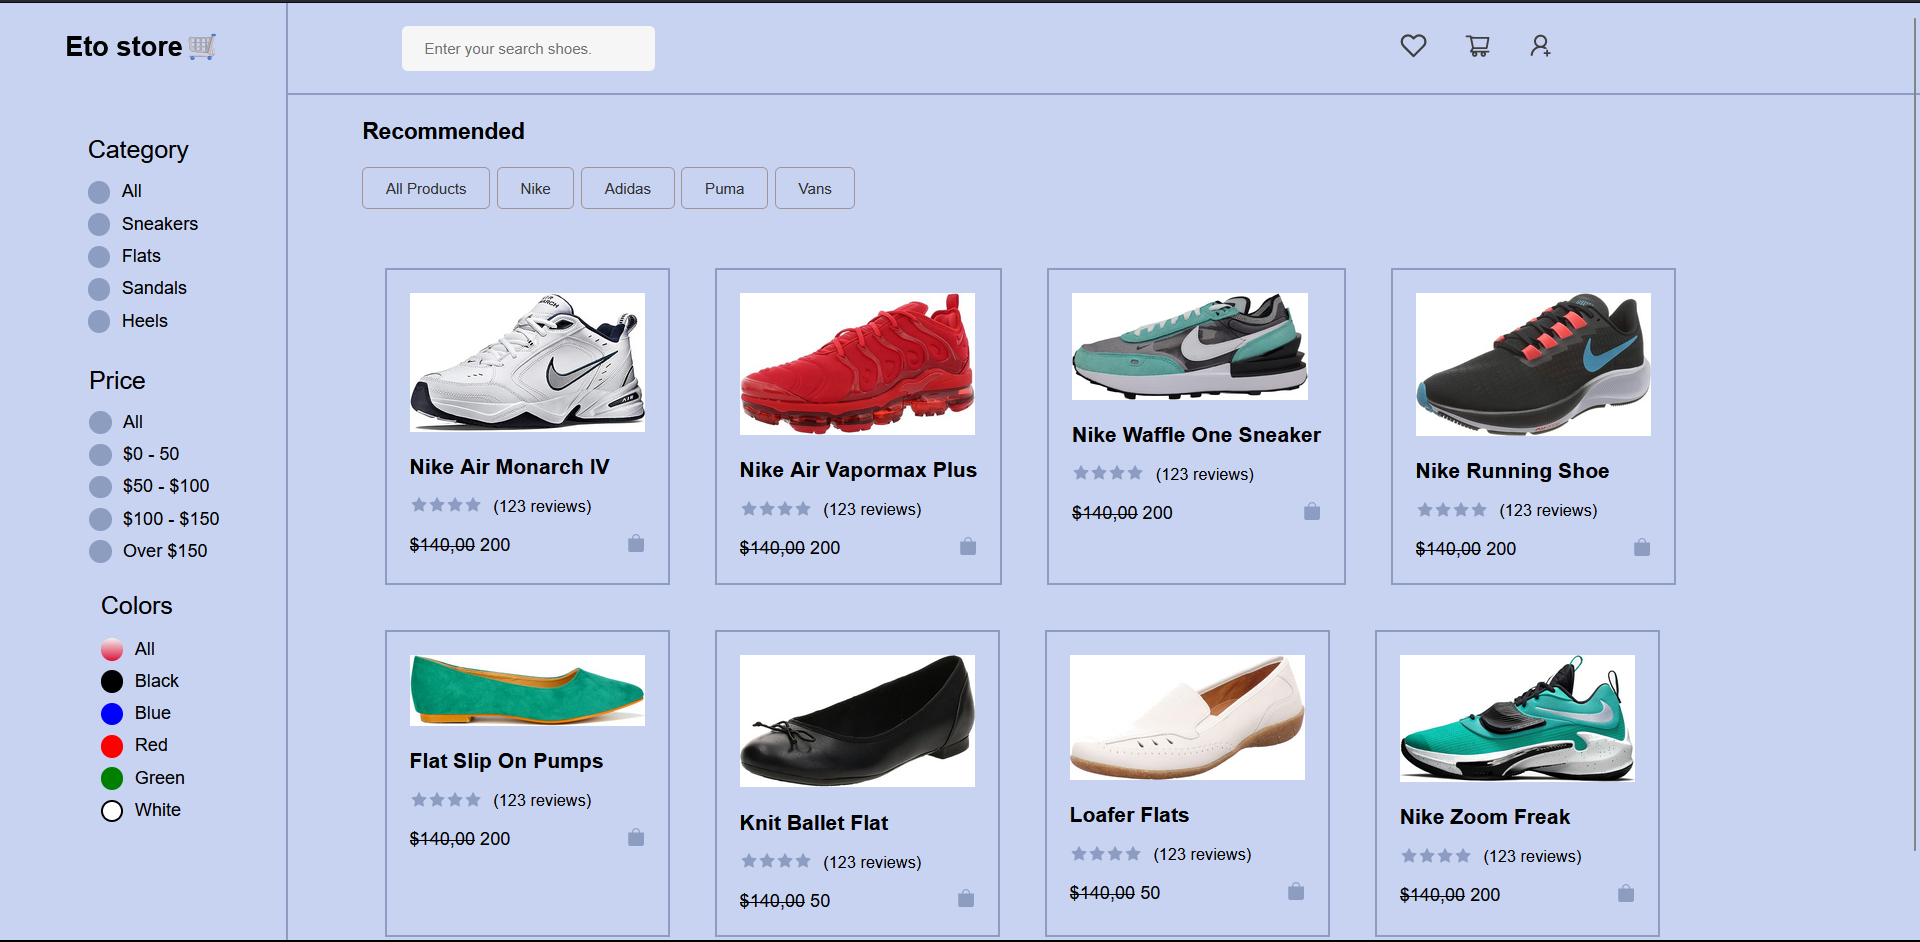 Eto store
Enter your search shoes.
Category
All
Sneakers
Flats
Sandals
Heels
Price
All
$0 - 50
$50 - $100
$100 - $150
Over $150
Colors
All
Black
Blue
Red
Green
White
Recommended
All Products
Nike
Adidas
Puma
Vans
Nike Air Monarch IV
(123 reviews)
$140,00 200
Nike Air Vapormax Plus
(123 reviews)
$140,00 200
Nike Waffle One Sneaker
(123 reviews)
$140,00 200
Nike Running Shoe
(123 reviews)
$140,00 200
Flat Slip On Pumps
(123 reviews)
$140,00 200
Knit Ballet Flat
(123 reviews)
$140,00 50
Loafer Flats
(123 reviews)
$140,00 50
Nike Zoom Freak
(123 reviews)
$140,00 200